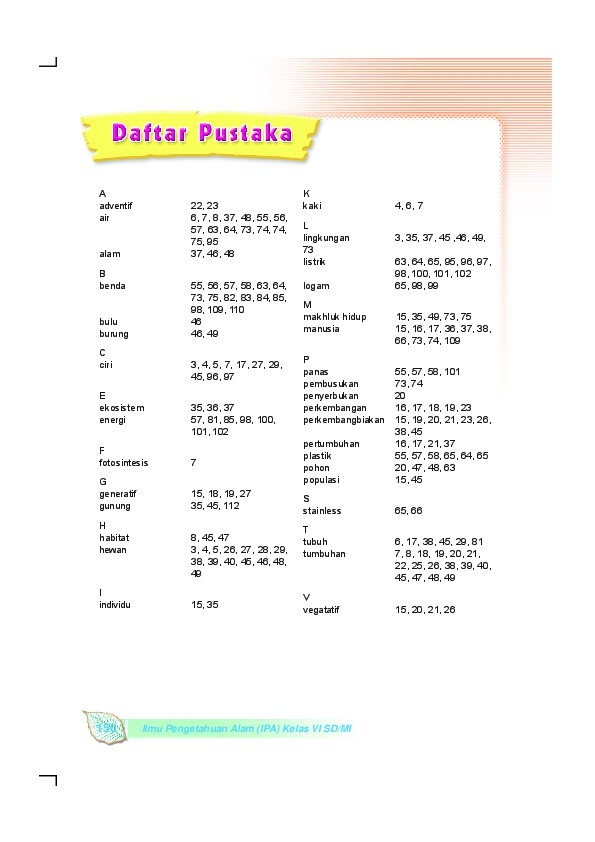 Daftar Pustaka
A
adventif 22, 23
air 6, 7, 8, 37, 48, 55, 56,
57, 63, 64, 73, 74, 74,
75, 95
alam 37, 46, 48
B
benda 55, 56, 57, 58, 63, 64,
73, 75, 82, 83, 84, 85,
98, 109, 110
bulu 46
burung 46, 49
C
ciri 3, 4, 5, 7, 17, 27, 29,
45, 96, 97
E
ekosistem 35, 36, 37
energi 57, 81, 85, 98, 100,
101, 102
F
fotosintesis 7
G
generatif 15, 18, 19, 27
gunung 35, 45, 112
H
habitat 8, 45, 47
hewan 3, 4, 5, 26, 27, 28, 29,
38, 39, 40, 45, 46, 48,
49
I
individu 15, 35
K
kaki 4, 6, 7
L
lingkungan 3, 35, 37, 45 ,46, 49,
73
listrik 63, 64, 65, 95, 96, 97,
98, 100, 101, 102
logam 65, 98, 99
M
makhluk hidup 15, 35, 49, 73, 75
manusia 15, 16, 17, 36, 37, 38,
66, 73, 74, 109
P
panas 55, 57, 58, 101
pembusukan 73, 74
penyerbukan 20
perkembangan 16, 17, 18, 19, 23
perkembangbiakan 15, 19, 20, 21, 23, 26,
38, 45
pertumbuhan 16, 17, 21, 37
plastik 55, 57, 58, 65, 64, 65
pohon 20, 47, 48, 63
populasi 15, 45
S
stainless 65, 66
T
tubuh 6, 17, 38, 45, 29, 81
tumbuhan 7, 8, 18, 19, 20, 21,
22, 25, 26, 38, 39, 40,
45, 47, 48, 49
V
vegatatif 15, 20, 21, 26
Ilmu Pengetahuan Alam (IPA) Kelas VI SD/MI